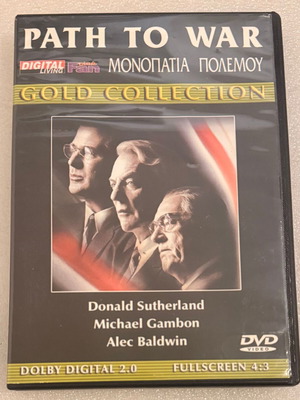 PATH TO WAR
DIGITAL
LIVING
ΜΟΝΟΠΑΤΙΑ ΠΟΛΕΜΟΥ
GOLD COLLECTION
Donald Sutherland
Michael Gambon
Alec Baldwin
DVD
VIDEO
DOLBY DIGITAL 2.0
FULLSCREEN 4:3